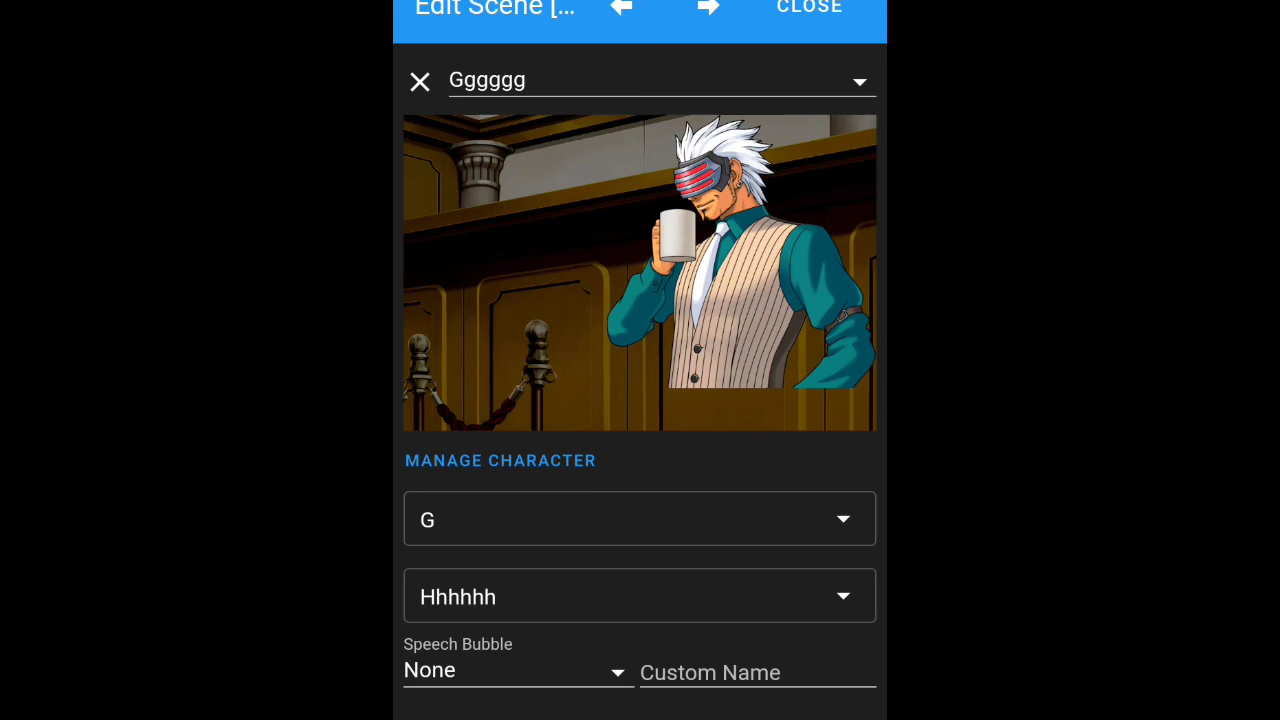 Edit Scene [...
CLOSE
Gggggg
MANAGE CHARACTER
G
Hhhhhh
Speech Bubble
None
Custom Name